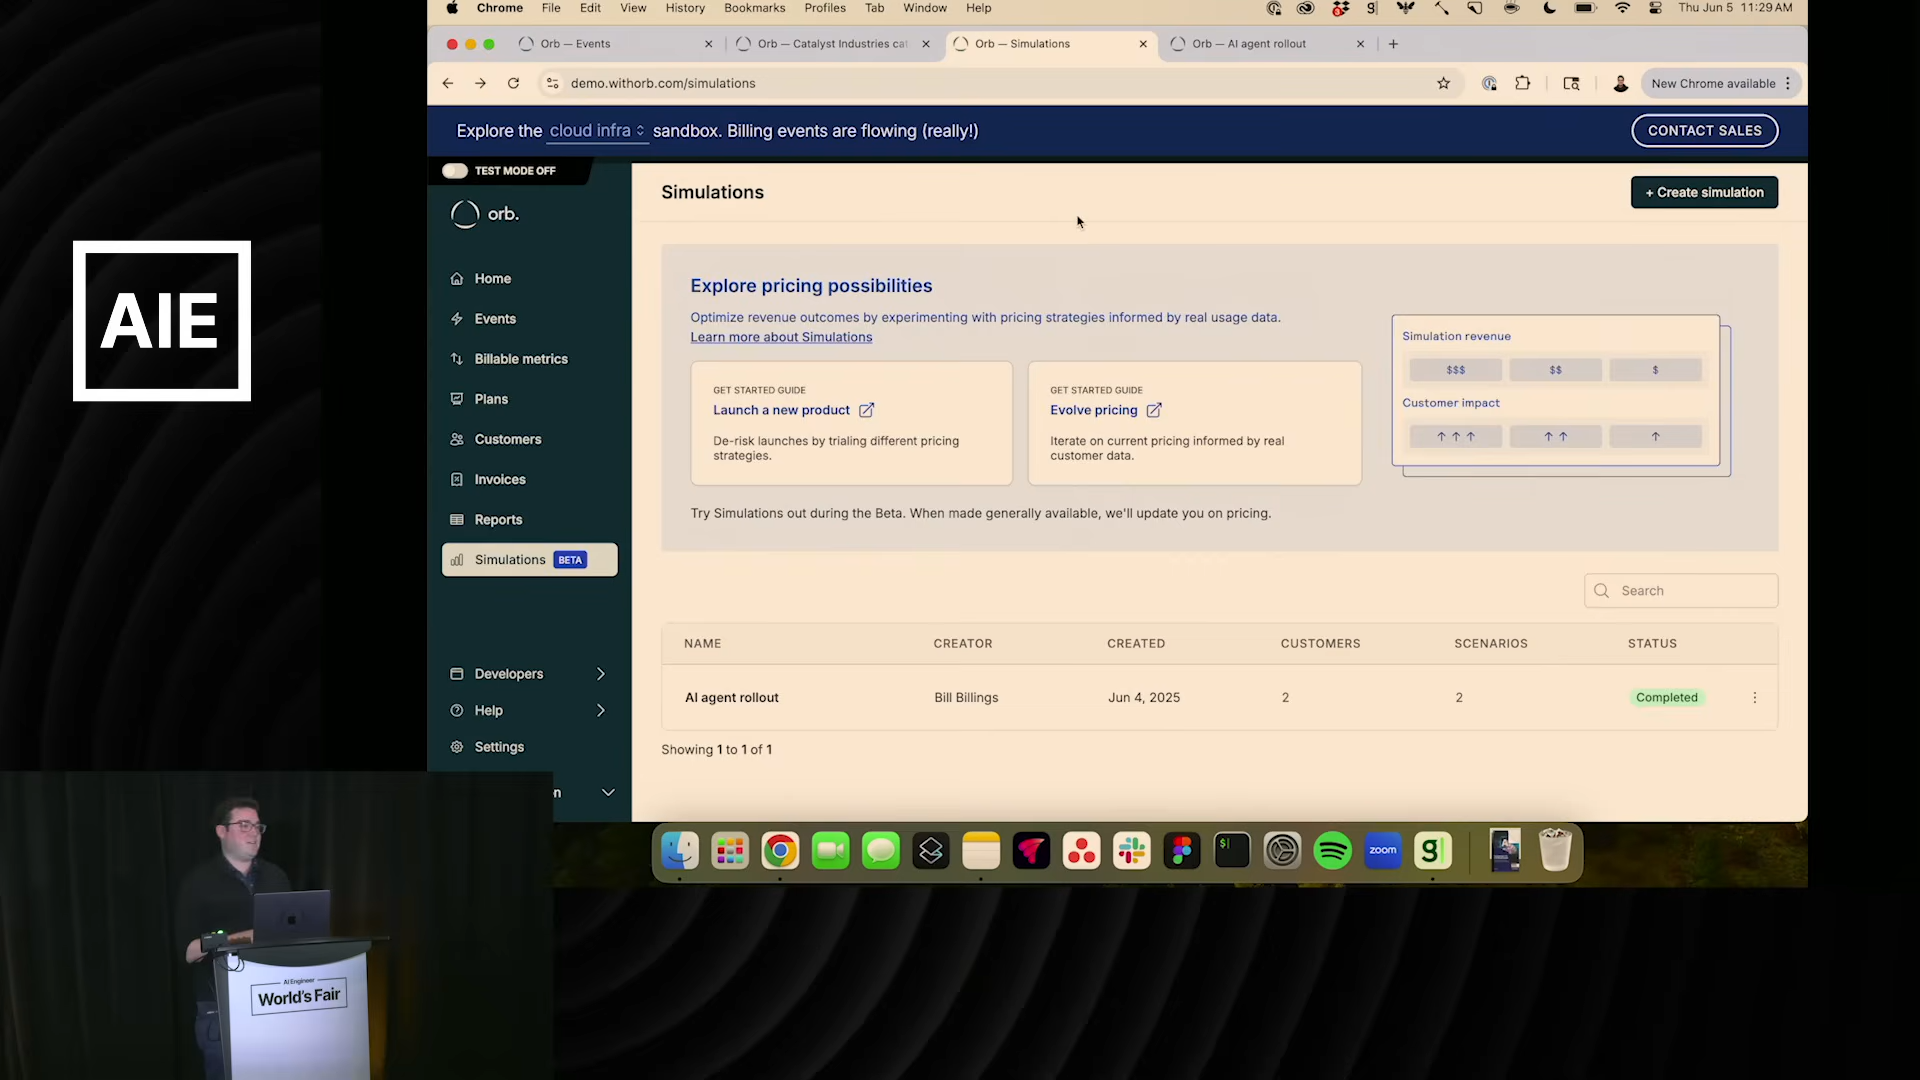 Chrome File Edit View History Bookmarks Profiles Tab Window Help Thu Jun 5 11:29 AM
Orb — Events
Orb — Catalyst Industries ca
Orb — Simulations
Orb — AI agent rollout
demo.withorb.com/simulations
New Chrome available
Explore the cloud infra sandbox. Billing events are flowing (really!)
CONTACT SALES
TEST MODE OFF
orb.
Home
Events
Billable metrics
Plans
Customers
Invoices
Reports
Simulations BETA
Developers
Help
Settings
n
Simulations
+ Create simulation
Explore pricing possibilities
Optimize revenue outcomes by experimenting with pricing strategies informed by real usage data.
Learn more about Simulations
GET STARTED GUIDE
Launch a new product
De-risk launches by trialing different pricing
strategies.
GET STARTED GUIDE
Evolve pricing
Iterate on current pricing informed by real
customer data.
Simulation revenue
$$$ $$ $
Customer impact
↑ ↑ ↑ ↑ ↑ ↑
Try Simulations out during the Beta. When made generally available, we'll update you on pricing.
Search
NAME CREATOR CREATED CUSTOMERS SCENARIOS STATUS
AI agent rollout Bill Billings Jun 4, 2025 2 2 Completed
Showing 1 to 1 of 1
zoom
g
AIE
AI Engineer
World's Fair